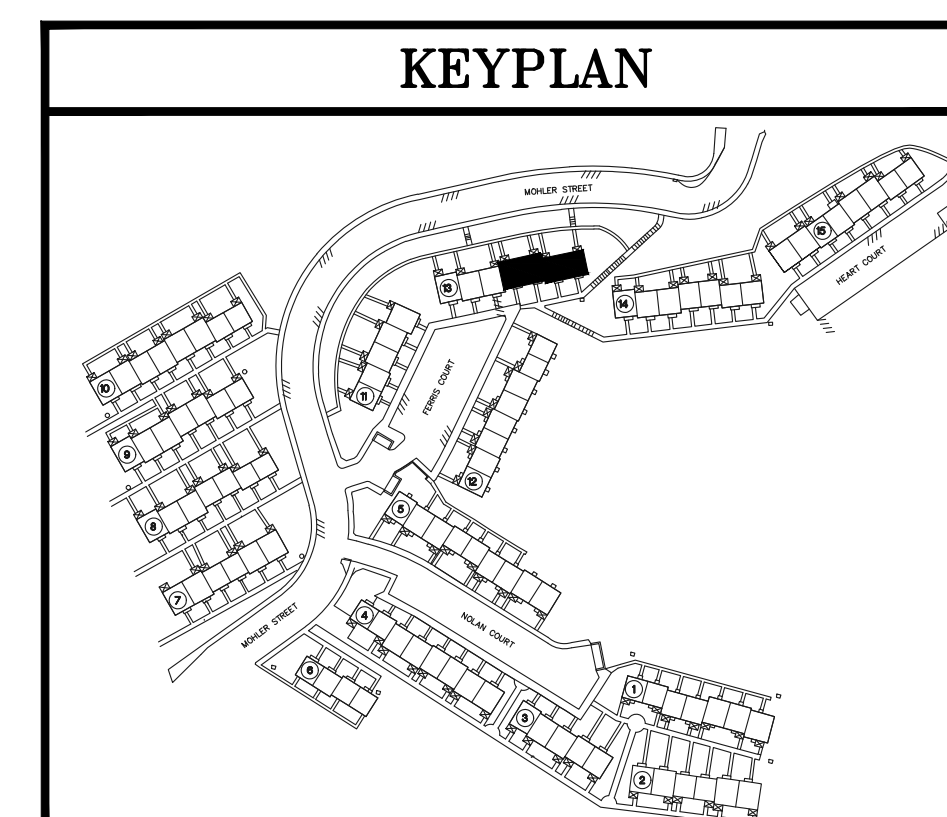 KEYPLAN
MOHLER STREET
15
HEART COURT
13
14
10
11
FERRIS COURT
9
12
8
5
7
4
NOLAN COURT
MOHLER STREET
6
1
3
2